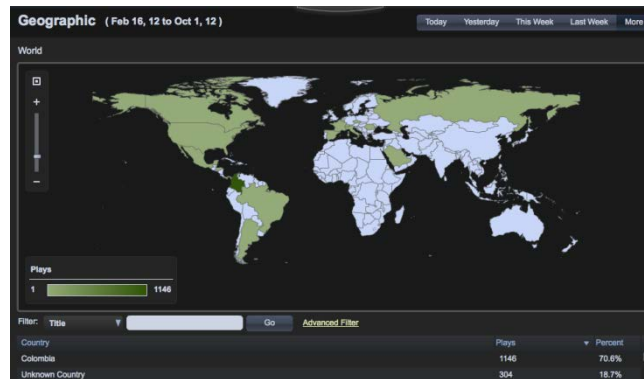 Geographic ( Feb 16, 12 to Oct 1, 12 )
Today Yesterday This Week Last Week More
World
+
−
Plays
1 1146
Filter: Title Go Advanced Filter
Country Plays Percent
Colombia 1146 70.6%
Unknown Country 304 18.7%